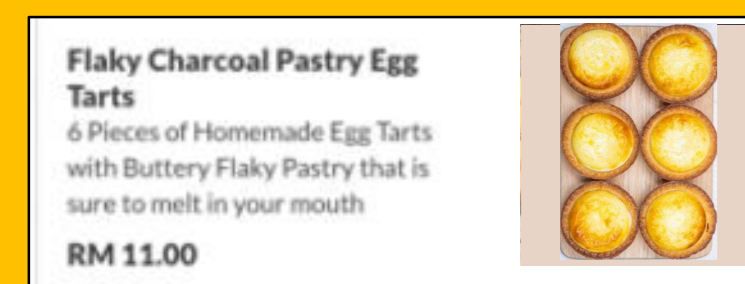 Flaky Charcoal Pastry Egg
Tarts
6 Pieces of Homemade Egg Tarts
with Buttery Flaky Pastry that is
sure to melt in your mouth
RM 11.00